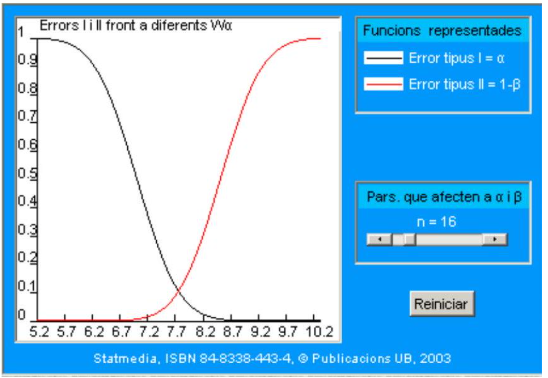 Errors I i II front a diferents Wα
1
0.9
0.8
0.7
0.6
0.5
0.4
0.3
0.2
0.1
0
5.2 5.7 6.2 6.7 7.2 7.7 8.2 8.7 9.2 9.7 10.2
Funcions representades
Error tipus I = α
Error tipus II = 1-β
Pars. que afecten a α i β
n = 16
Reiniciar
Statmedia, ISBN 84-8338-443-4, © Publicacions UB, 2003